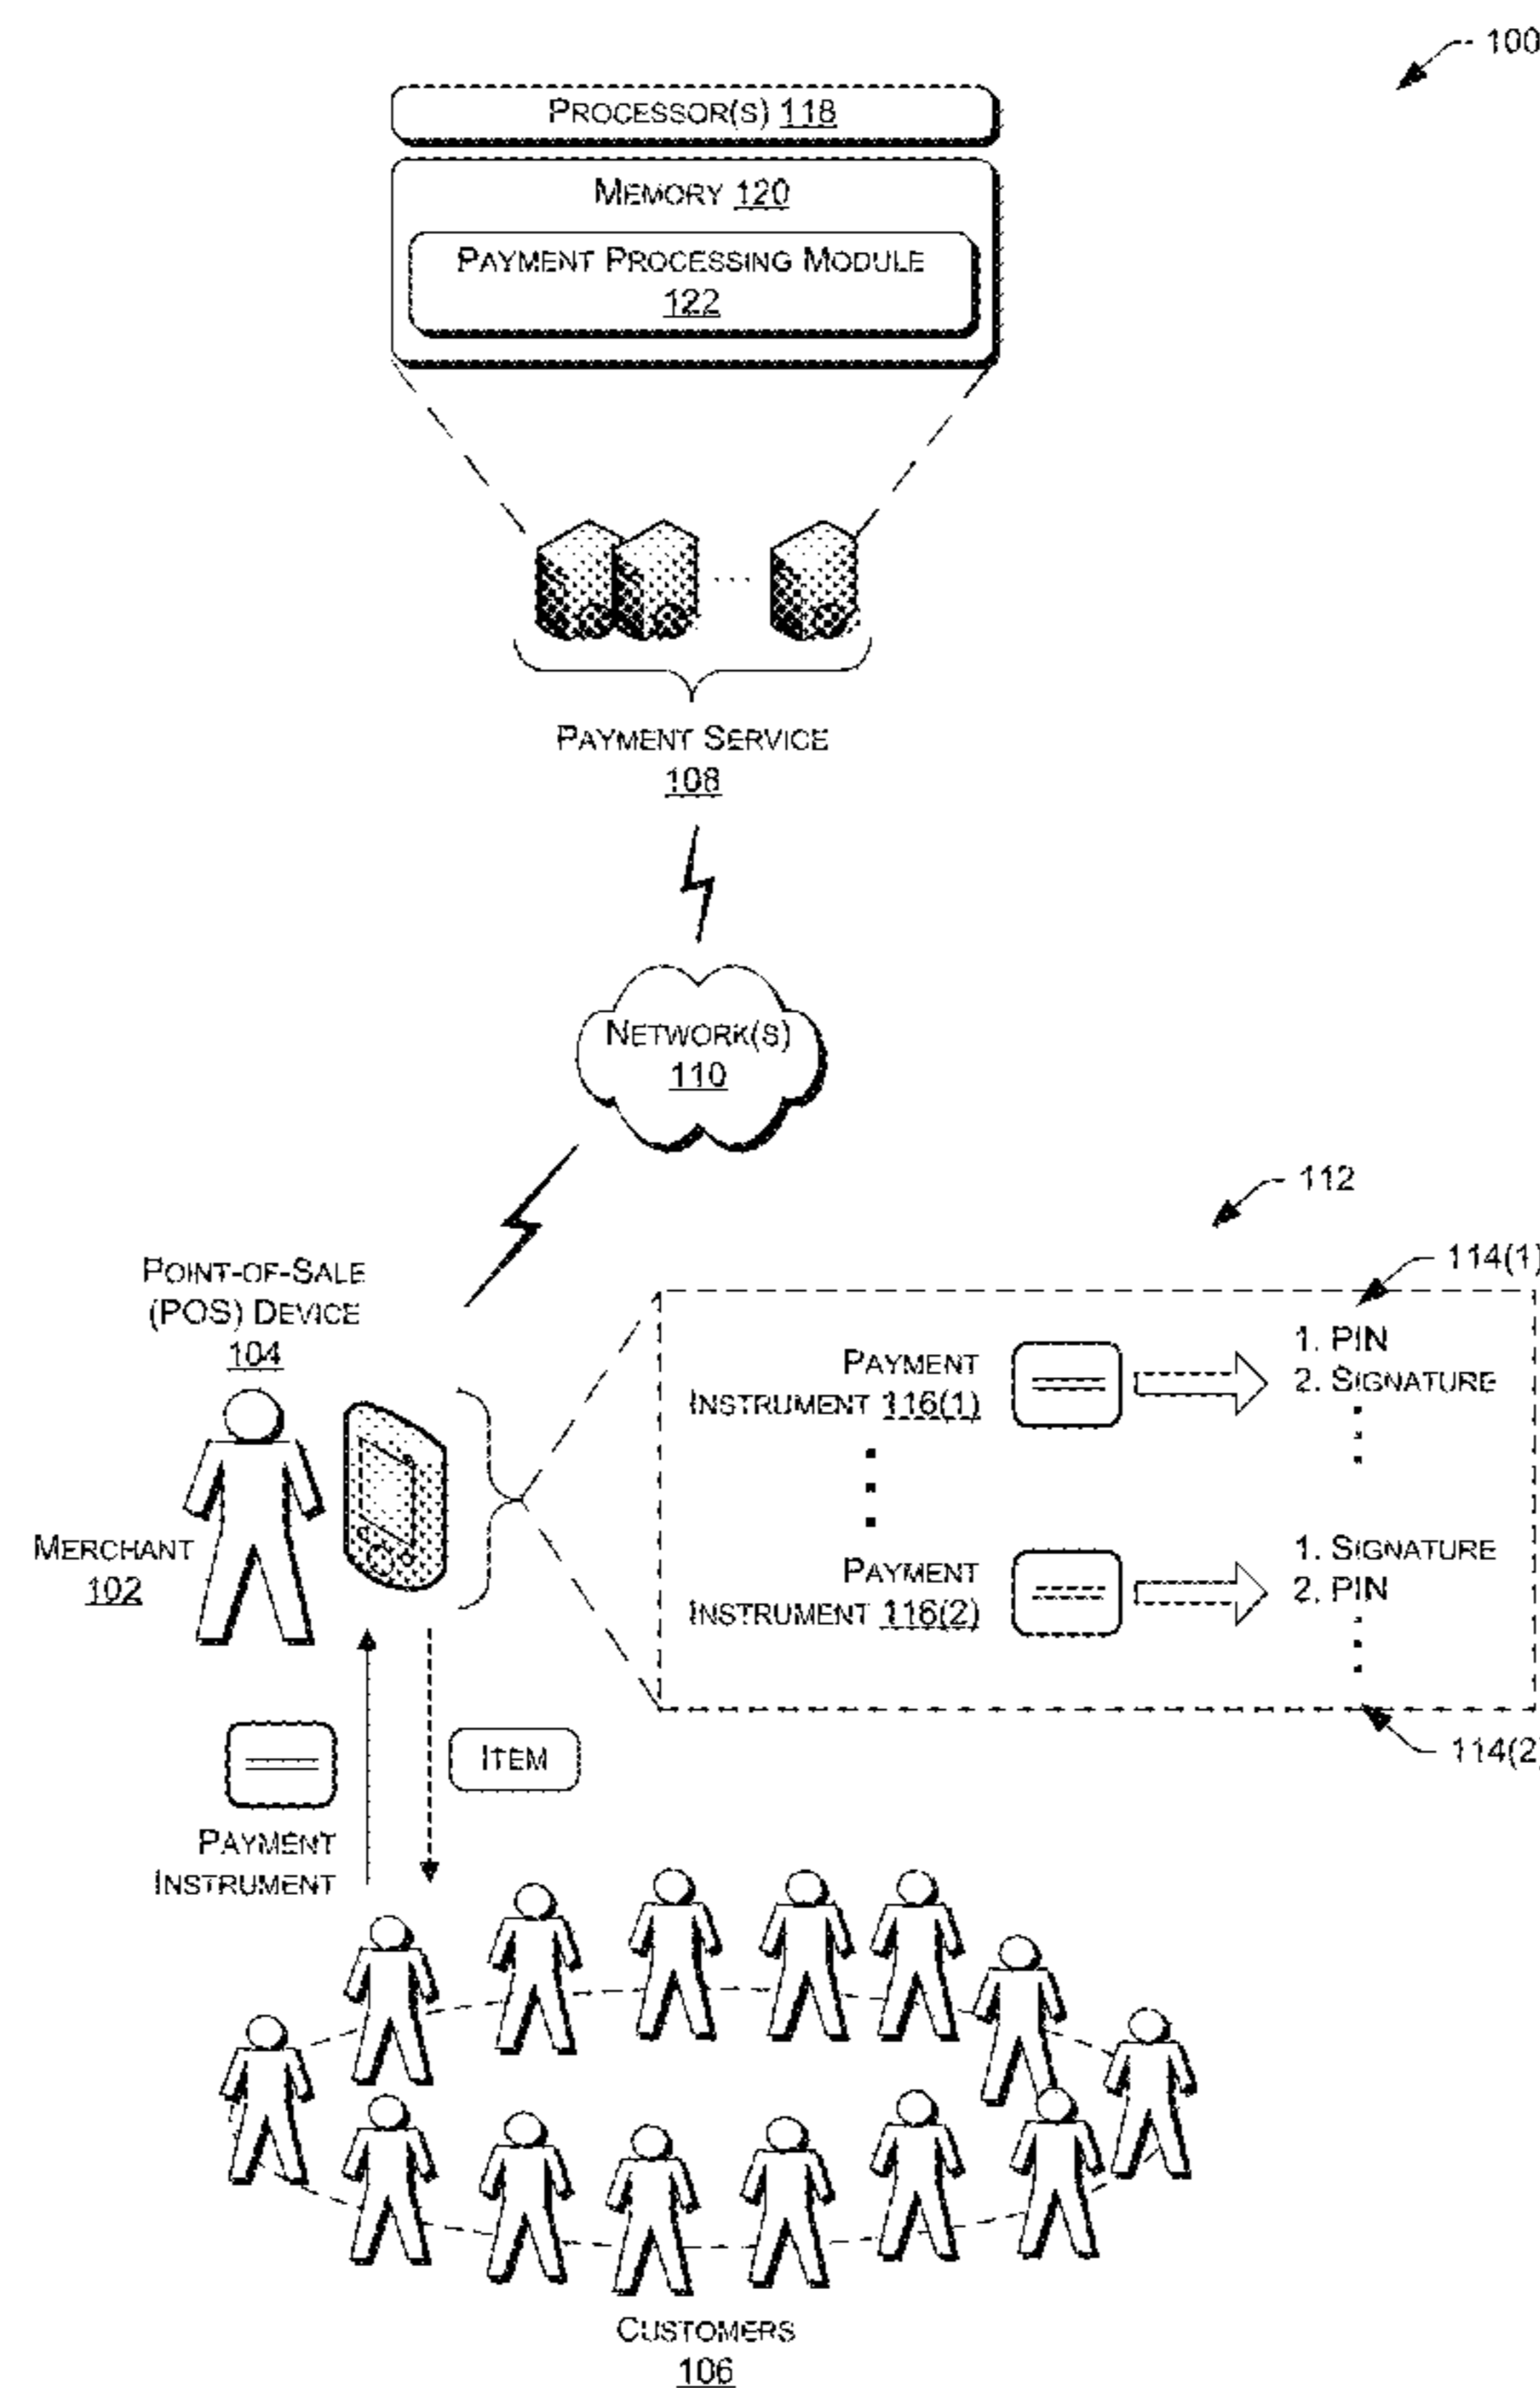 100
PROCESSOR(S) 118
MEMORY 120
PAYMENT PROCESSING MODULE
122
PAYMENT SERVICE
108
NETWORK(S)
110
112
114(1)
POINT-OF-SALE
(POS) DEVICE
104
PAYMENT
INSTRUMENT 116(1)
1. PIN
2. SIGNATURE
MERCHANT
102
PAYMENT
INSTRUMENT 116(2)
1. SIGNATURE
2. PIN
114(2)
ITEM
PAYMENT
INSTRUMENT
CUSTOMERS
106